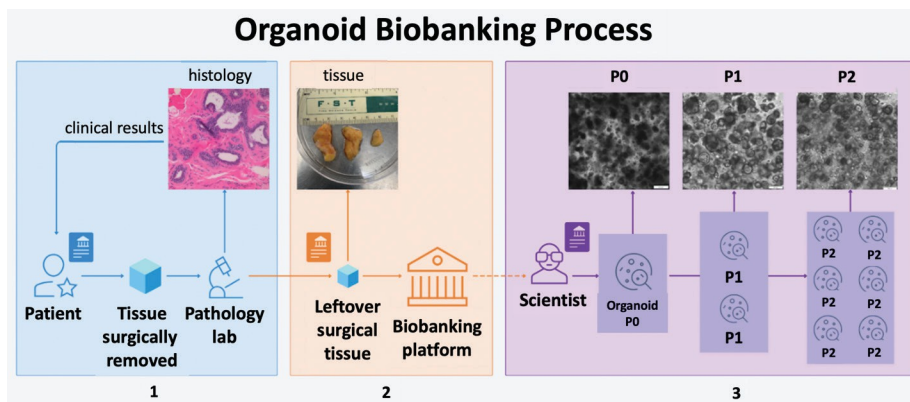 Organoid Biobanking Process
histology
clinical results
Patient
Tissue
surgically
removed
Pathology
lab
1
tissue
F·S·T
Leftover
surgical
tissue
Biobanking
platform
2
P0
P1
P2
Scientist
Organoid
P0
P1
P1
P2 P2
P2 P2
P2 P2
3